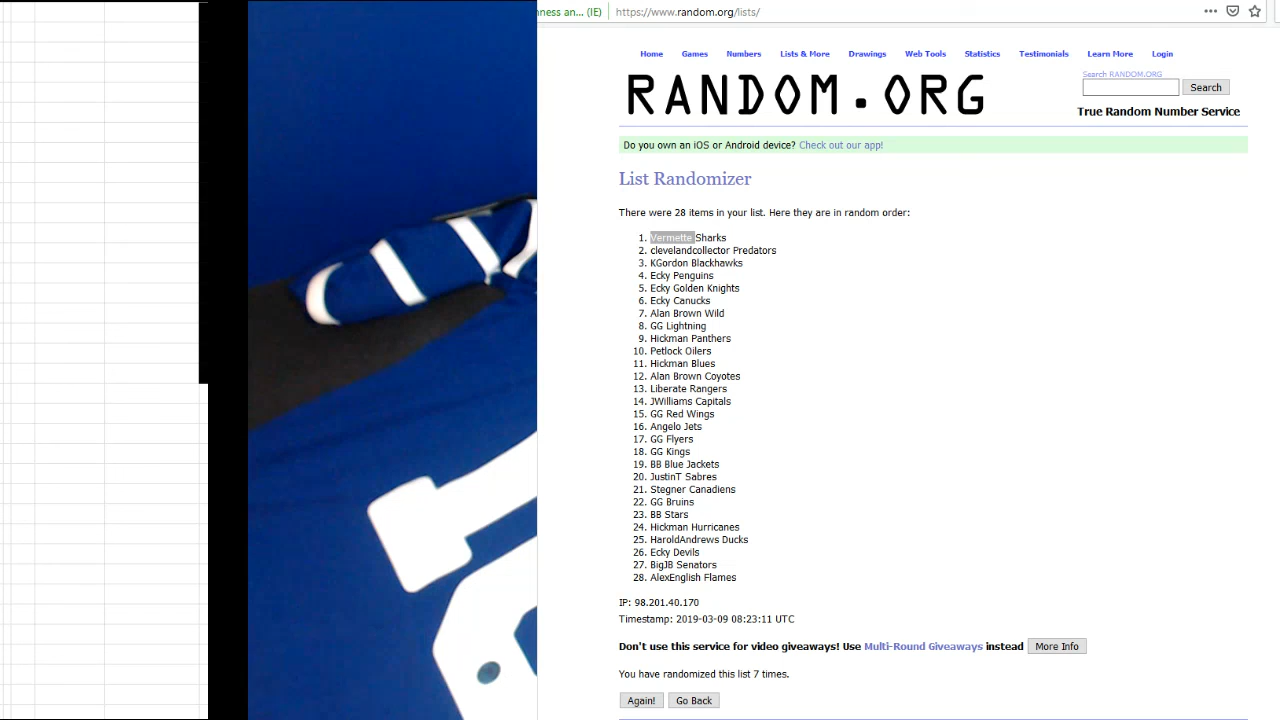 nness an... (IE) https://www.random.org/lists/
Home Games Numbers Lists & More Drawings Web Tools Statistics Testimonials Learn More Login
RANDOM.ORG
Search RANDOM.ORG
Search
True Random Number Service
Do you own an iOS or Android device? Check out our app!
List Randomizer
There were 28 items in your list. Here they are in random order:
1. Vermette Sharks
2. clevelandcollector Predators
3. KGordon Blackhawks
4. Ecky Penguins
5. Ecky Golden Knights
6. Ecky Canucks
7. Alan Brown Wild
8. GG Lightning
9. Hickman Panthers
10. Petlock Oilers
11. Hickman Blues
12. Alan Brown Coyotes
13. Liberate Rangers
14. JWilliams Capitals
15. GG Red Wings
16. Angelo Jets
17. GG Flyers
18. GG Kings
19. BB Blue Jackets
20. JustinT Sabres
21. Stegner Canadiens
22. GG Bruins
23. BB Stars
24. Hickman Hurricanes
25. HaroldAndrews Ducks
26. Ecky Devils
27. BigJB Senators
28. AlexEnglish Flames
IP: 98.201.40.170
Timestamp: 2019-03-09 08:23:11 UTC
Don't use this service for video giveaways! Use Multi-Round Giveaways instead More Info
You have randomized this list 7 times.
Again! Go Back